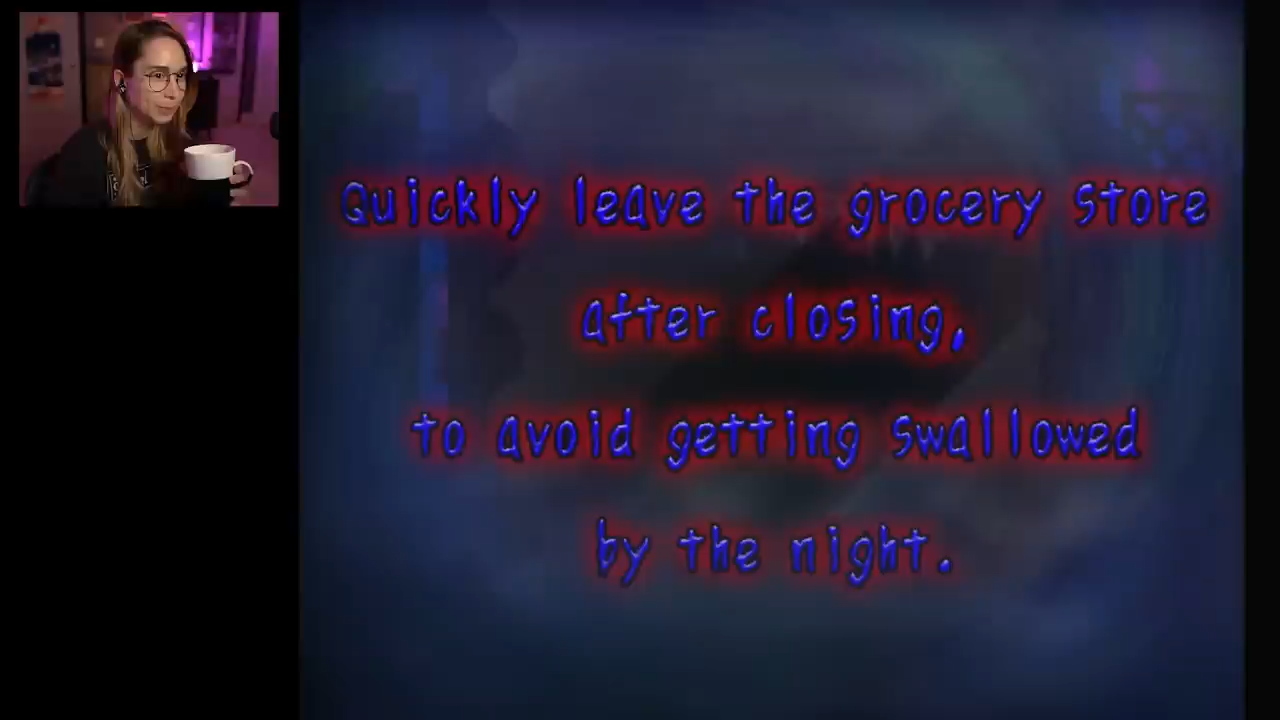 Quickly leave the grocery store
after closing,
to avoid getting swallowed
by the night.